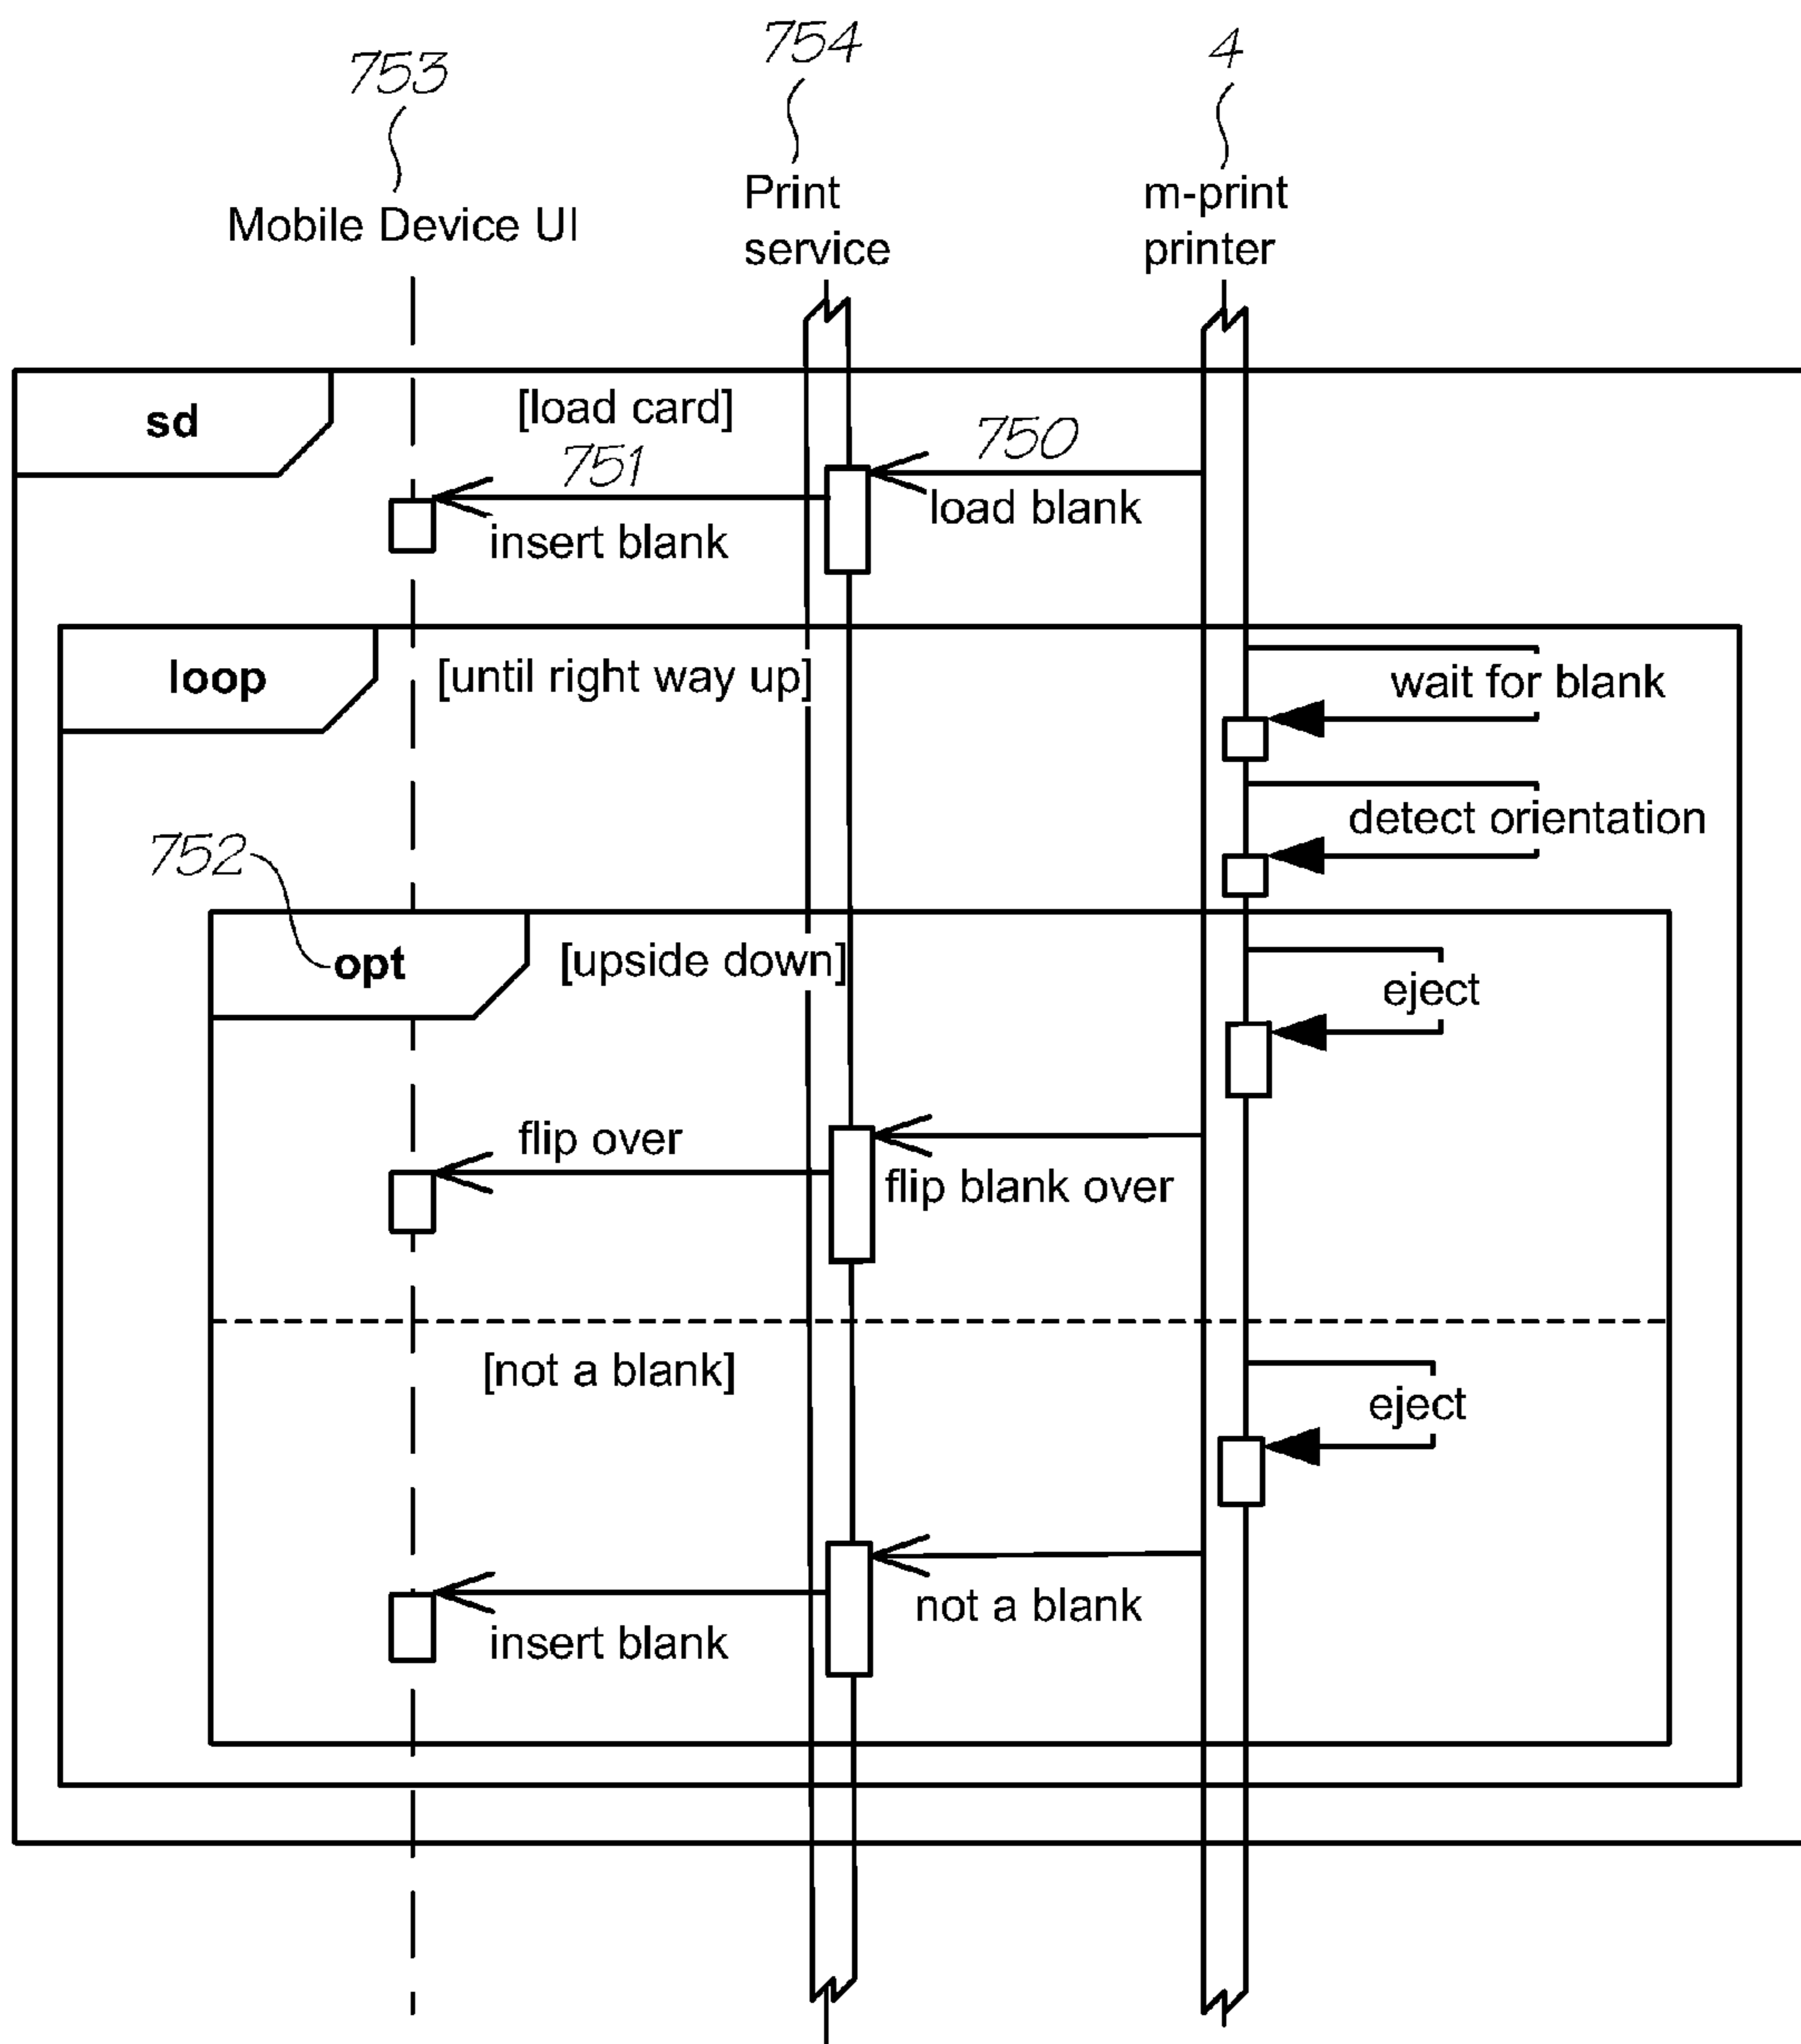 753
754
4
Mobile Device UI
Print
service
m-print
printer
sd
[load card]
751
750
insert blank
load blank
loop
[until right way up]
wait for blank
detect orientation
752
opt
[upside down]
eject
flip over
flip blank over
[not a blank]
eject
not a blank
insert blank